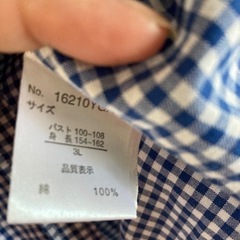 No. 16210Y
サイズ
バスト 100-108
身 長 154-162
3L
品質表示
綿 100%